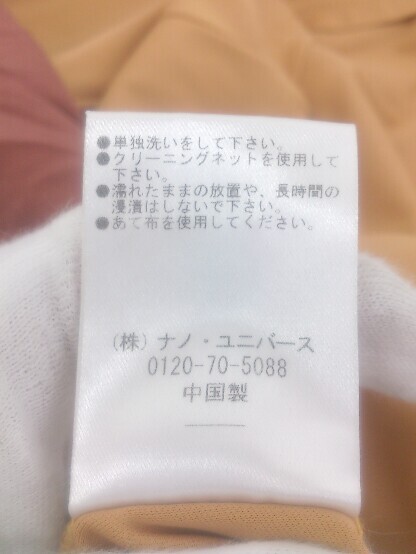 ●単独洗いをして下さい。
●クリーニングネットを使用して
下さい。
●濡れたままの放置や、長時間の
浸漬はしないで下さい。
●あて布を使用してください。
(株) ナノ・ユニバース
0120-70-5088
中国製